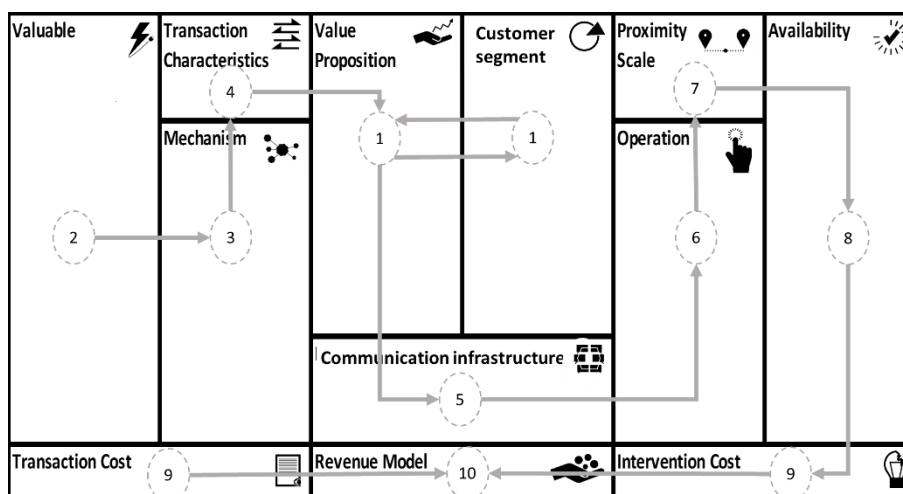 Valuable
Transaction
Characteristics
Value
Proposition
Customer
segment
Proximity
Scale
Availability
4
7
1
1
Mechanism
Operation
2
3
6
8
Communication infrastructure
5
Transaction Cost
9
Revenue Model
10
Intervention Cost
9